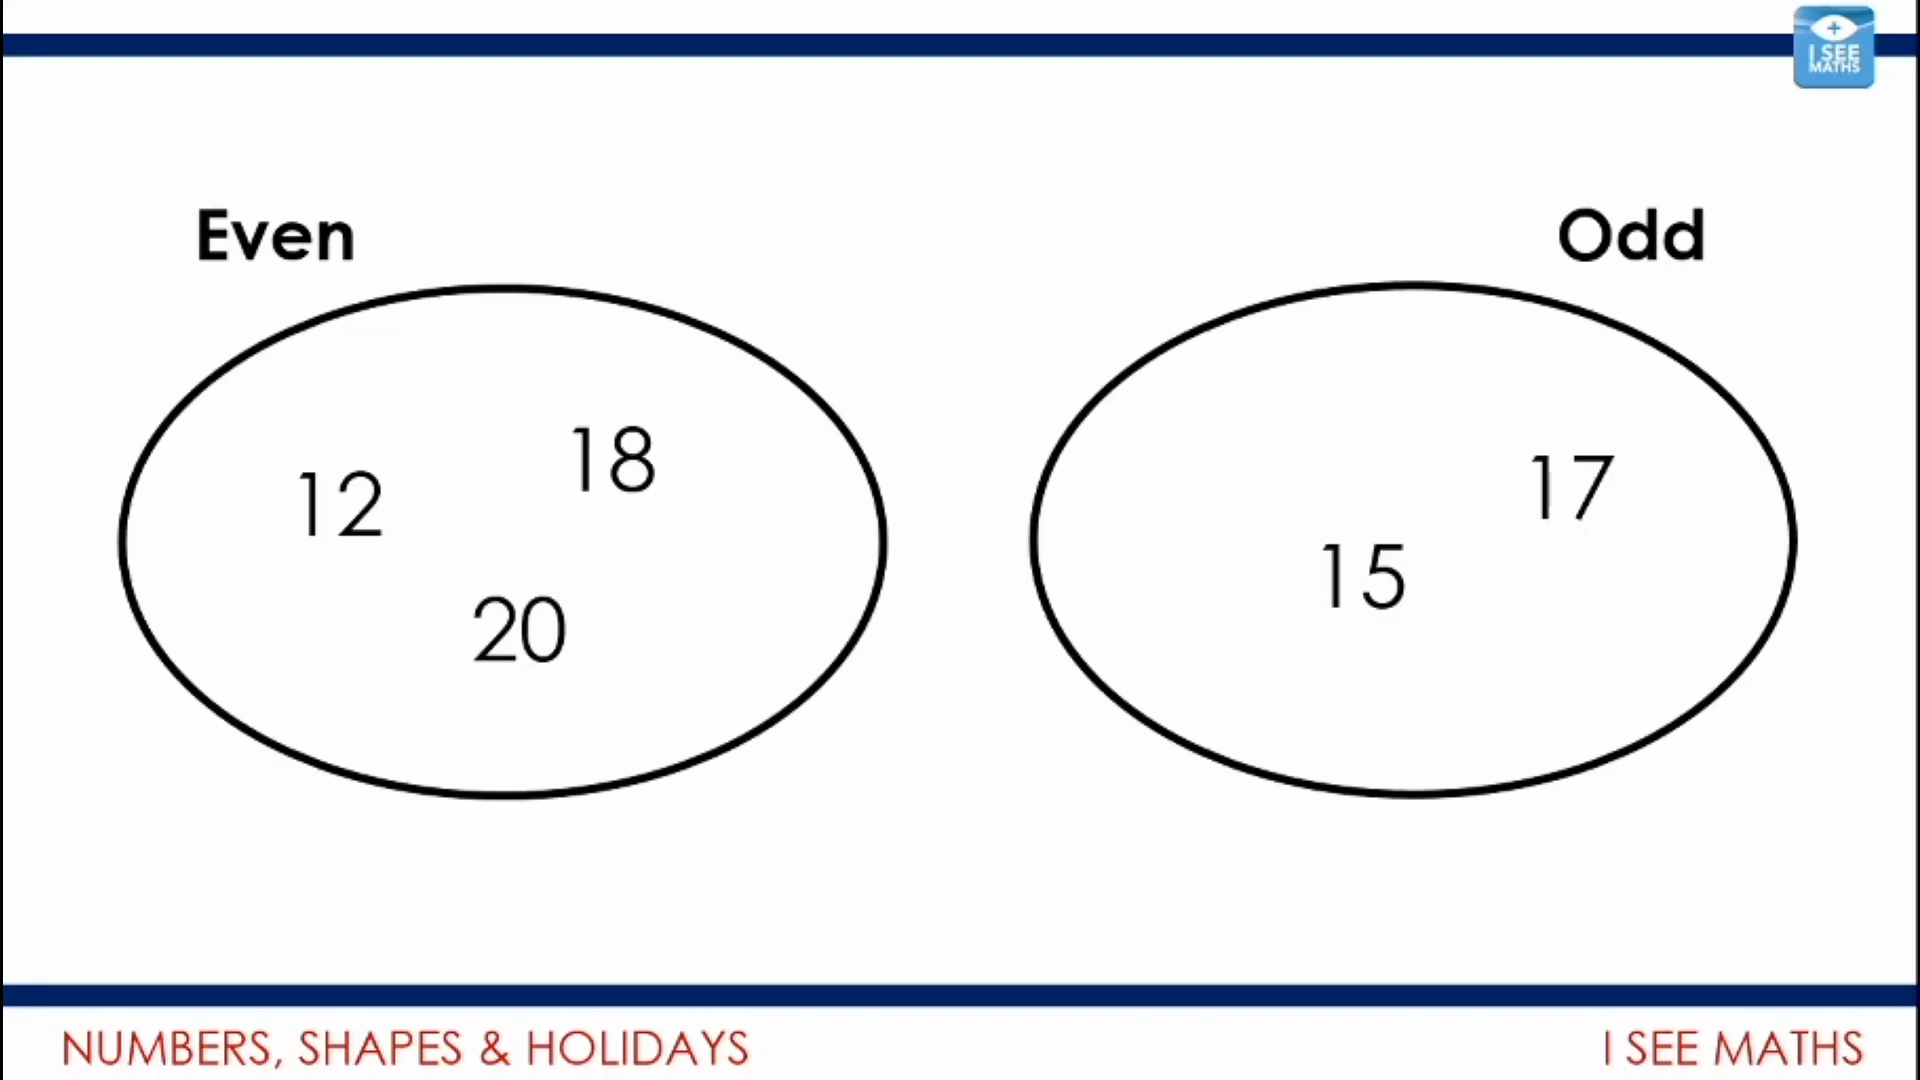 +
I SEE
MATHS
Even
Odd
18
12
17
15
20
NUMBERS, SHAPES & HOLIDAYS
I SEE MATHS